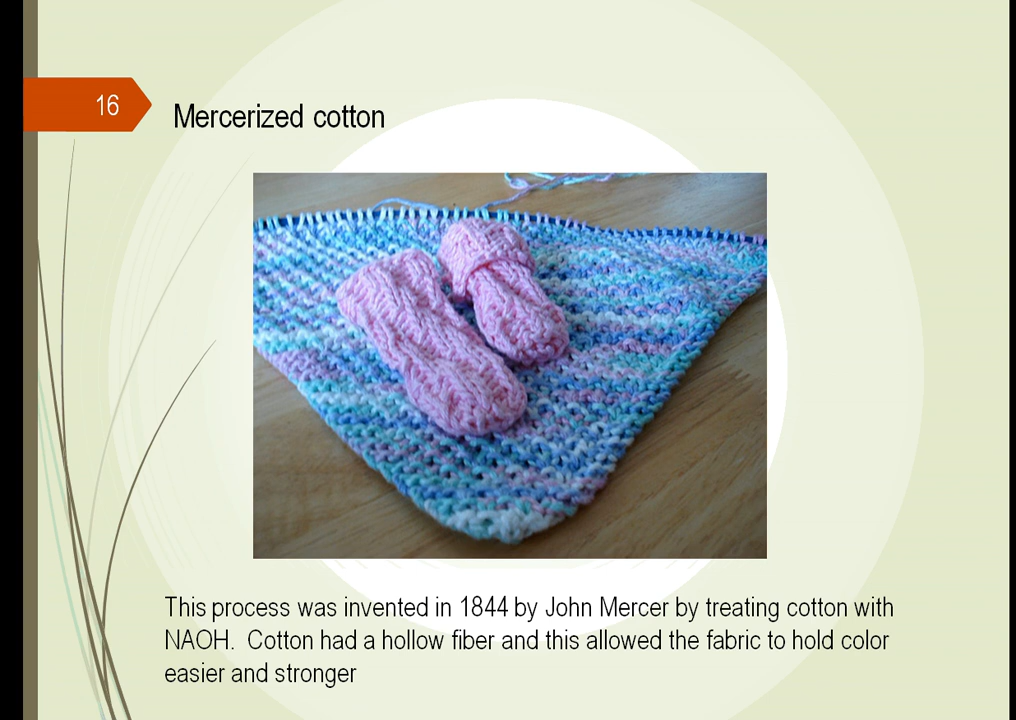 16
Mercerized cotton
This process was invented in 1844 by John Mercer by treating cotton with
NAOH.  Cotton had a hollow fiber and this allowed the fabric to hold color
easier and stronger